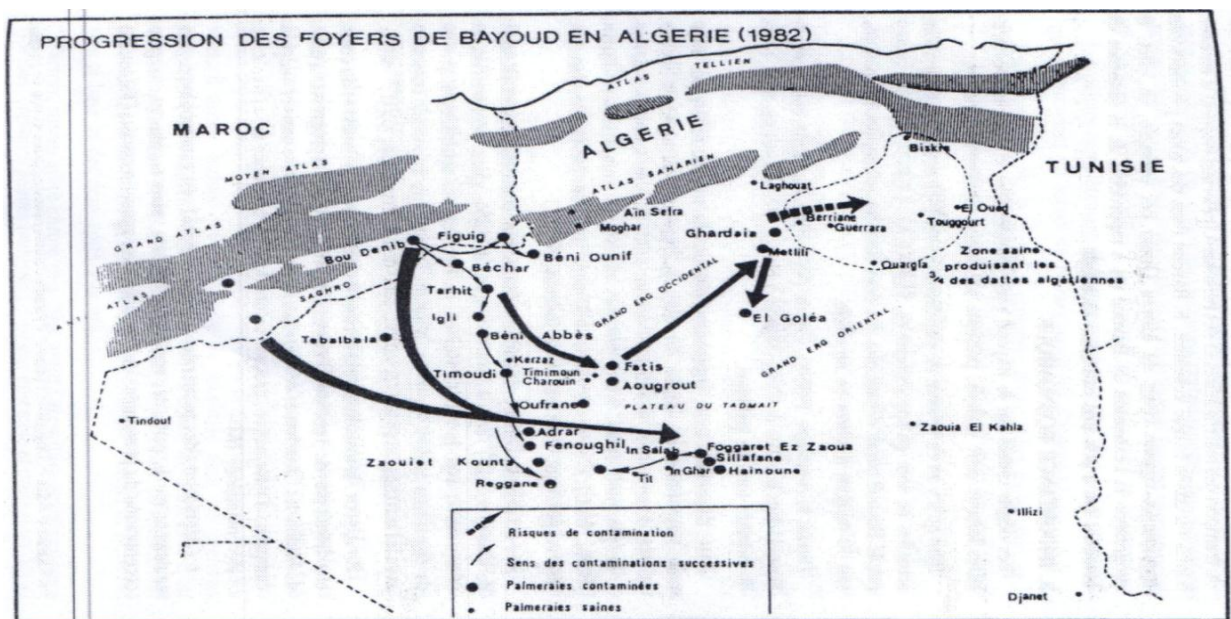 PROGRESSION DES FOYERS DE BAYOUD EN ALGERIE (1982)
ATLAS TELLIEN
MAROC
ALGERIE
TUNISIE
MOYEN ATLAS
ATLAS SAHARIEN
Biskra
Laghouat
GRAND ATLAS
Aïn Sefra
Moghar
Berriane
Guerrara
El Oued
Touggourt
Figuig
Bou Denib
Ghardaia
Metlili
Béni Ounif
Béchar
Ouargla
Zone saine
produisant les
des dattes algériennes
SAGHRO
Tarhit
GRAND ERG OCCIDENTAL
ATLAS
Igli
El Goléa
Tebalbala
Béni Abbès
GRAND ERG ORIENTAL
Kerzaz
Timimoun
Fatis
Timoudi
Charouin
Aougrout
Oufrane
PLATEAU DU TADMAIT
Tindouf
Adrar
Zaouia El Kahla
Fenoughil
In Salah
Foggaret Ez Zaoua
Sillafane
Zaouiet Kounta
In Ghar
Hainoune
Til
Reggane
Illizi
Djanet
Risques de contamination
Sens des contaminations successives
Palmeraies contaminées
Palmeraies saines